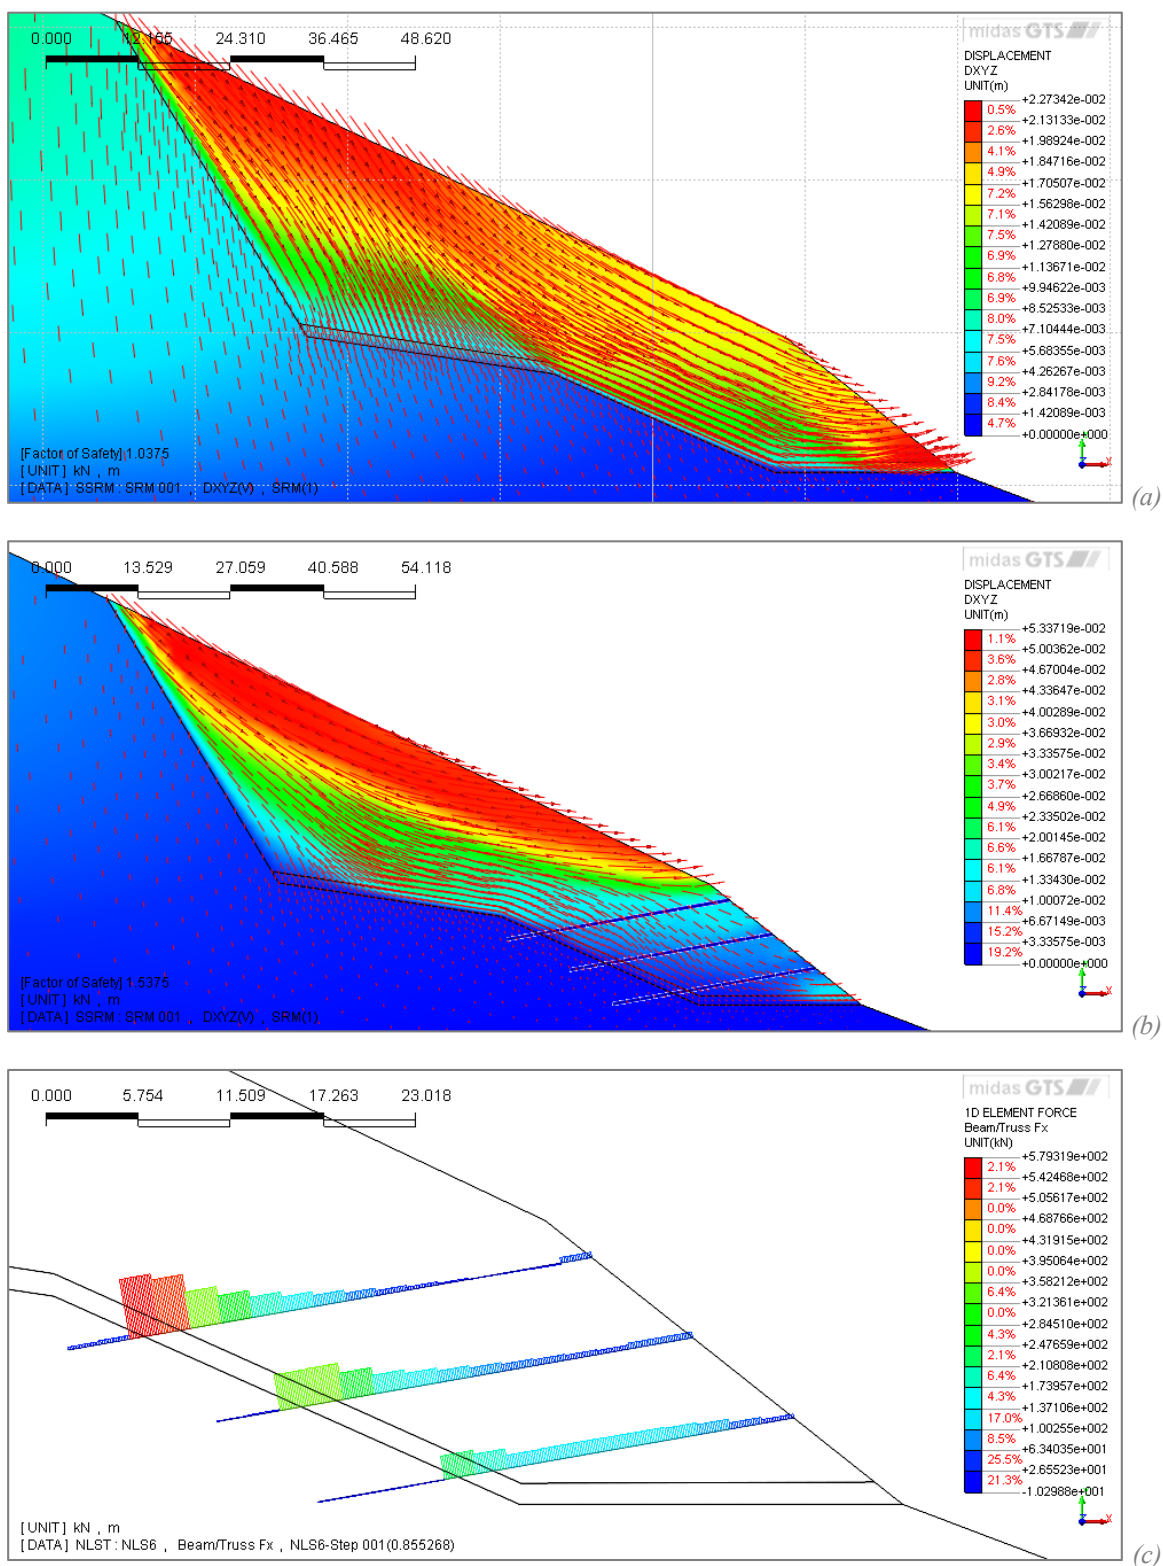 0.000 12.155 24.310 36.465 48.620
midas GTS
DISPLACEMENT
DXYZ
UNIT(m)
+2.27342e-002
0.5%
+2.13133e-002
2.6%
+1.98924e-002
4.1%
+1.84716e-002
4.9%
+1.70507e-002
7.2%
+1.56298e-002
7.1%
+1.42089e-002
7.5%
+1.27880e-002
6.9%
+1.13671e-002
6.8%
+9.94622e-003
6.9%
+8.52533e-003
8.0%
+7.10444e-003
7.5%
+5.68355e-003
7.6%
+4.26267e-003
9.2%
+2.84178e-003
8.4%
+1.42089e-003
4.7%
+0.00000e+000
[Factor of Safety] 1.0375
[UNIT] kN , m
[DATA] SSRM : SRM 001 , DXYZ(V) , SRM(1)
(a)
0.000 13.529 27.059 40.588 54.118
midas GTS
DISPLACEMENT
DXYZ
UNIT(m)
+5.33719e-002
1.1%
+5.00362e-002
3.6%
+4.67004e-002
2.8%
+4.33647e-002
3.1%
+4.00289e-002
3.0%
+3.66932e-002
2.9%
+3.33575e-002
3.4%
+3.00217e-002
3.7%
+2.66860e-002
4.9%
+2.33502e-002
6.1%
+2.00145e-002
6.6%
+1.66787e-002
6.1%
+1.33430e-002
6.8%
+1.00072e-002
11.4%
+6.67149e-003
15.2%
+3.33575e-003
19.2%
+0.00000e+000
[Factor of Safety] 1.5375
[UNIT] kN , m
[DATA] SSRM : SRM 001 , DXYZ(V) , SRM(1)
(b)
0.000 5.754 11.509 17.263 23.018
midas GTS
1D ELEMENT FORCE
Beam/Truss Fx
UNIT(kN)
+5.79319e+002
2.1%
+5.42468e+002
2.1%
+5.05617e+002
0.0%
+4.68766e+002
0.0%
+4.31915e+002
0.0%
+3.95064e+002
0.0%
+3.58212e+002
6.4%
+3.21361e+002
0.0%
+2.84510e+002
4.3%
+2.47659e+002
2.1%
+2.10808e+002
6.4%
+1.73957e+002
4.3%
+1.37106e+002
17.0%
+1.00255e+002
8.5%
+6.34035e+001
25.5%
+2.65523e+001
21.3%
-1.02988e+001
[UNIT] kN , m
[DATA] NLST : NLS6 , Beam/Truss Fx , NLS6-Step 001(0.855268)
(c)